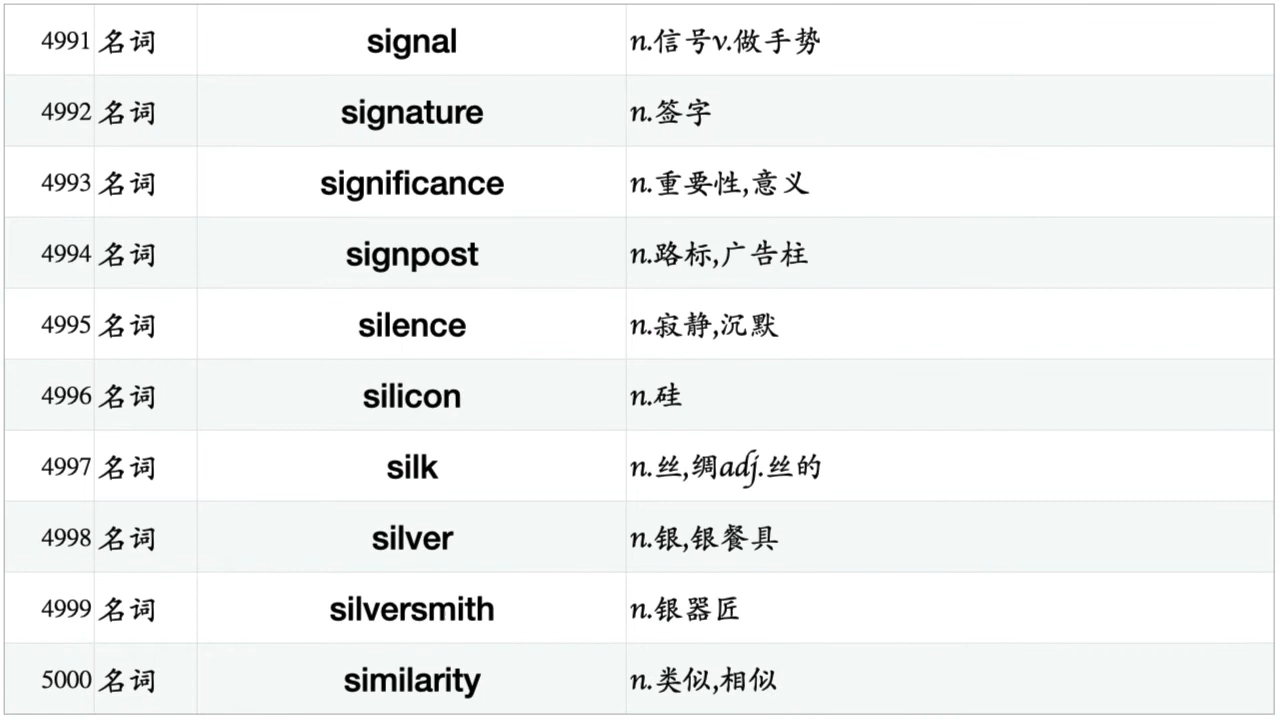 4991 名词 signal n.信号v.做手势
4992 名词 signature n.签字
4993 名词 significance n.重要性,意义
4994 名词 signpost n.路标,广告柱
4995 名词 silence n.寂静,沉默
4996 名词 silicon n.硅
4997 名词 silk n.丝,绸adj.丝的
4998 名词 silver n.银,银餐具
4999 名词 silversmith n.银器匠
5000 名词 similarity n.类似,相似